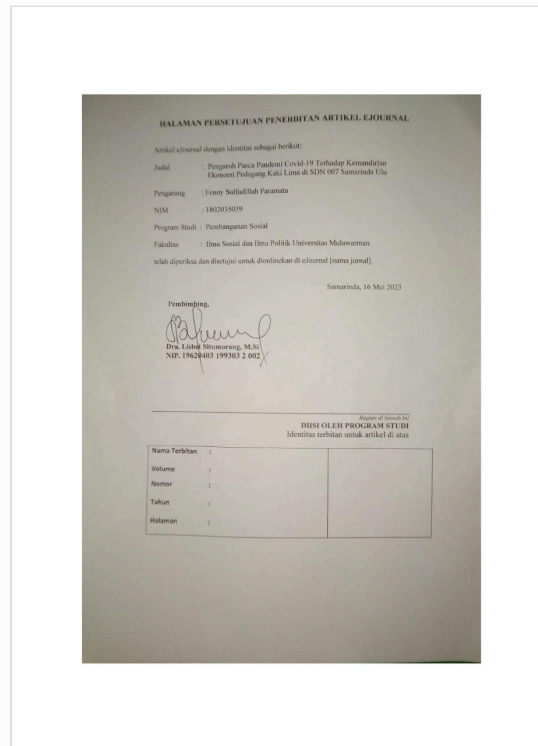 HALAMAN PERSETUJUAN PENERBITAN ARTIKEL EJOURNAL
Artikel eJournal dengan identitas sebagai berikut:
Judul : Pengaruh Pasca Pandemi Covid-19 Terhadap Kemandirian
Ekonomi Pedagang Kaki Lima di SDN 007 Samarinda Ulu
Pengarang : Fenny Sulfadillah Paramata
NIM : 1802035039
Program Studi : Pembangunan Sosial
Fakultas : Ilmu Sosial dan Ilmu Politik Universitas Mulawarman
telah diperiksa dan disetujui untuk dionlinekan di eJournal [nama jurnal].
Samarinda, 16 Mei 2023
Pembimbing,
Dra. Lisbet Situmorang, M.Si
NIP. 19620403 199303 2 002
Bagian di bawah ini
DIISI OLEH PROGRAM STUDI
Identitas terbitan untuk artikel di atas
Nama Terbitan :
Volume :
Nomor :
Tahun :
Halaman :